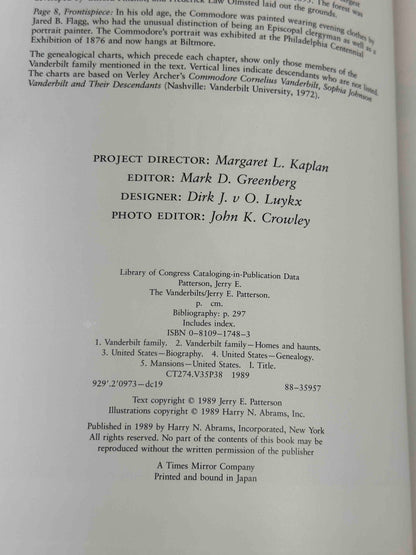 Law Olmsted laid out the grounds.
Page 8, Frontispiece: In his old age, the Commodore was painted wearing evening clothes by
Jared B. Flagg, who had the unusual distinction of being an Episcopal clergyman as well as a
portrait painter. The Commodore's portrait was exhibited at the Philadelphia Centennial
Exhibition of 1876 and now hangs at Biltmore.
The genealogical charts, which precede each chapter, show only those members of the
Vanderbilt family mentioned in the text. Vertical lines indicate descendants who are not listed.
The charts are based on Verley Archer's Commodore Cornelius Vanderbilt, Sophia Johnson
Vanderbilt and Their Descendants (Nashville: Vanderbilt University, 1972).
PROJECT DIRECTOR: Margaret L. Kaplan
EDITOR: Mark D. Greenberg
DESIGNER: Dirk J. v O. Luykx
PHOTO EDITOR: John K. Crowley
Library of Congress Cataloging-in-Publication Data
Patterson, Jerry E.
The Vanderbilts/Jerry E. Patterson.
p. cm.
Bibliography: p. 297
Includes index.
ISBN 0-8109-1748-3
1. Vanderbilt family. 2. Vanderbilt family—Homes and haunts.
3. United States—Biography. 4. United States—Genealogy.
5. Mansions—United States. I. Title.
CT274.V35P38 1989
929'.2'0973—dc19 88-35957
Text copyright © 1989 Jerry E. Patterson
Illustrations copyright © 1989 Harry N. Abrams, Inc.
Published in 1989 by Harry N. Abrams, Incorporated, New York
All rights reserved. No part of the contents of this book may be
reproduced without the written permission of the publisher
A Times Mirror Company
Printed and bound in Japan